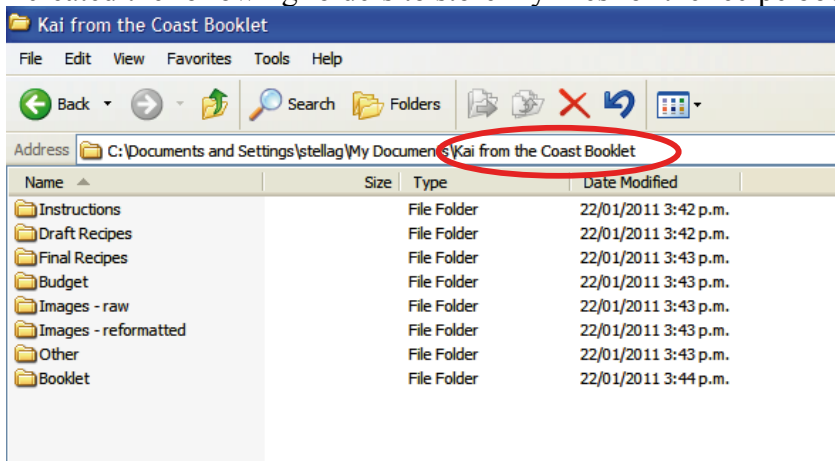 Kai from the Coast Booklet
File Edit View Favorites Tools Help
Back Search Folders
Address C:\Documents and Settings\stellag\My Documents\Kai from the Coast Booklet
Name Size Type Date Modified
Instructions File Folder 22/01/2011 3:42 p.m.
Draft Recipes File Folder 22/01/2011 3:42 p.m.
Final Recipes File Folder 22/01/2011 3:43 p.m.
Budget File Folder 22/01/2011 3:43 p.m.
Images - raw File Folder 22/01/2011 3:43 p.m.
Images - reformatted File Folder 22/01/2011 3:43 p.m.
Other File Folder 22/01/2011 3:43 p.m.
Booklet File Folder 22/01/2011 3:44 p.m.